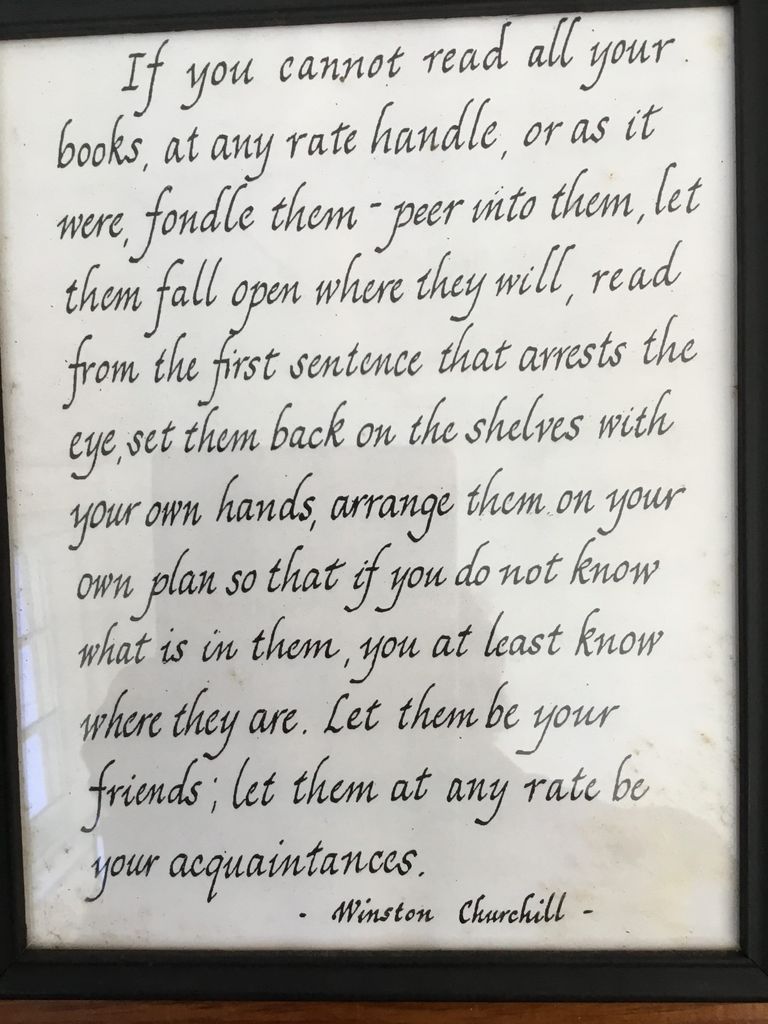 If you cannot read all your
books, at any rate handle, or as it
were, fondle them - peer into them, let
them fall open where they will, read
from the first sentence that arrests the
eye, set them back on the shelves with
your own hands, arrange them on your
own plan so that if you do not know
what is in them, you at least know
where they are. Let them be your
friends; let them at any rate be
your acquaintances.
- Winston Churchill -